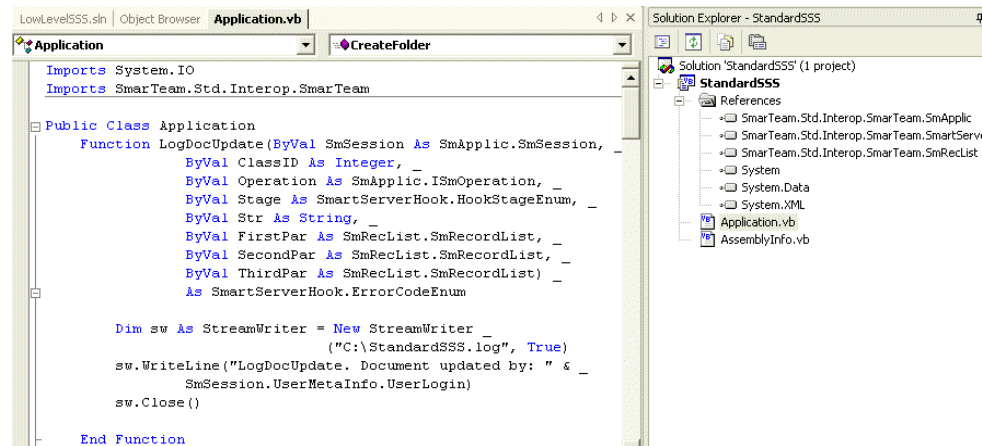 LowLevelSSS.sln Object Browser Application.vb
Application CreateFolder
Imports System.IO
Imports SmarTeam.Std.Interop.SmarTeam
Public Class Application
Function LogDocUpdate(ByVal SmSession As SmApplic.SmSession, _
ByVal ClassID As Integer, _
ByVal Operation As SmApplic.ISmOperation, _
ByVal Stage As SmartServerHook.HookStageEnum, _
ByVal Str As String, _
ByVal FirstPar As SmRecList.SmRecordList, _
ByVal SecondPar As SmRecList.SmRecordList, _
ByVal ThirdPar As SmRecList.SmRecordList) _
As SmartServerHook.ErrorCodeEnum
Dim sw As StreamWriter = New StreamWriter _
("C:\StandardSSS.log", True)
sw.WriteLine("LogDocUpdate. Document updated by: " & _
SmSession.UserMetaInfo.UserLogin)
sw.Close()
End Function
Solution Explorer - StandardSSS
Solution 'StandardSSS' (1 project)
StandardSSS
References
SmarTeam.Std.Interop.SmarTeam.SmApplic
SmarTeam.Std.Interop.SmarTeam.SmartServe
SmarTeam.Std.Interop.SmarTeam.SmRecList
System
System.Data
System.XML
Application.vb
AssemblyInfo.vb